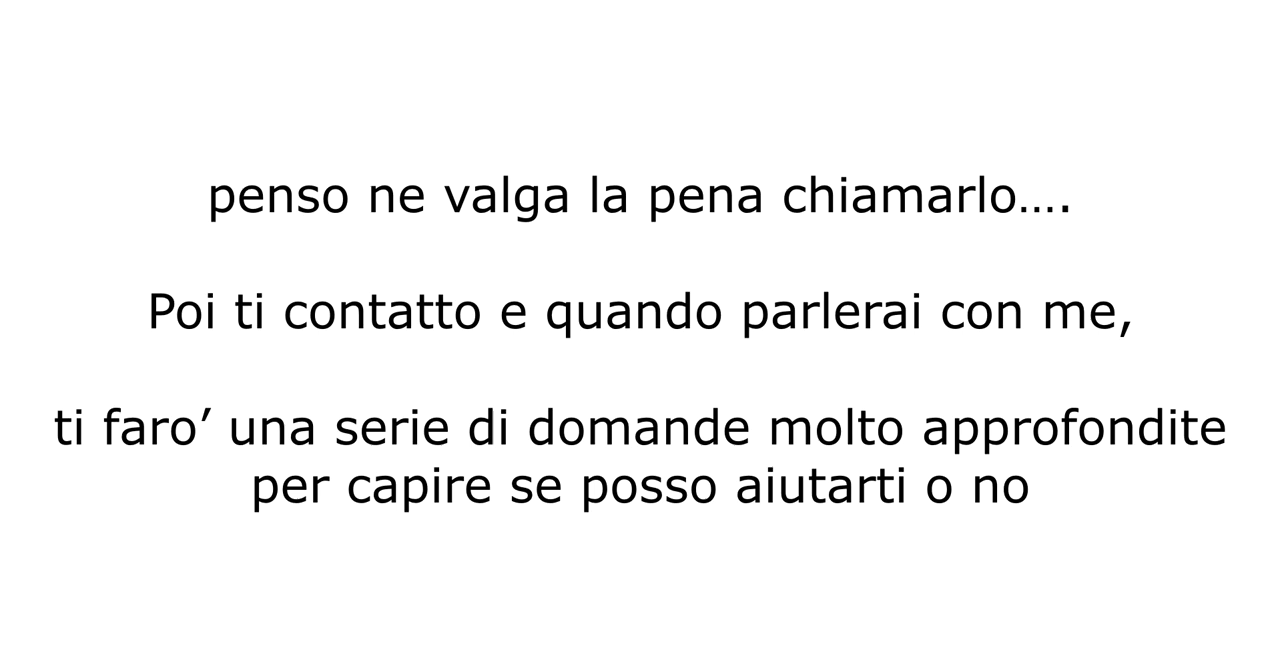 penso ne valga la pena chiamarlo….
Poi ti contatto e quando parlerai con me,
ti faro’ una serie di domande molto approfondite
per capire se posso aiutarti o no